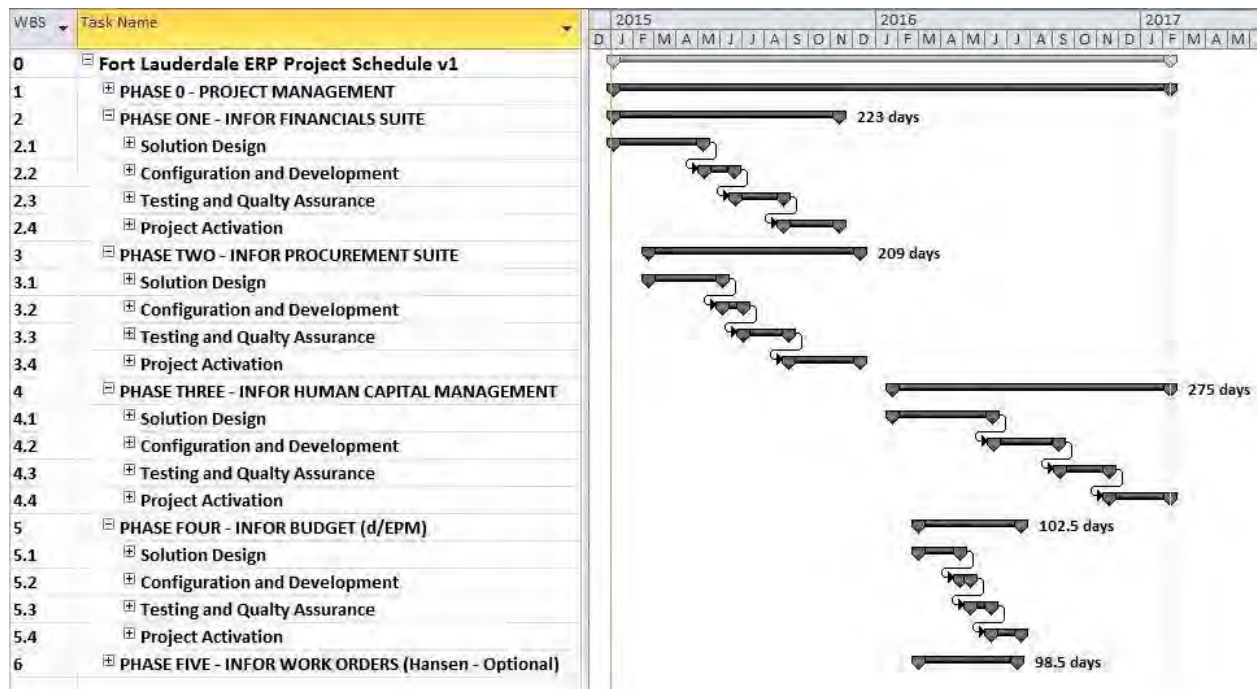 WBS Task Name 2015 2016 2017
D J F M A M J J A S O N D J F M A M J J A S O N D J F M A M
0 Fort Lauderdale ERP Project Schedule v1
1 PHASE 0 - PROJECT MANAGEMENT
2 PHASE ONE - INFOR FINANCIALS SUITE 223 days
2.1 Solution Design
2.2 Configuration and Development
2.3 Testing and Qualty Assurance
2.4 Project Activation
3 PHASE TWO - INFOR PROCUREMENT SUITE 209 days
3.1 Solution Design
3.2 Configuration and Development
3.3 Testing and Qualty Assurance
3.4 Project Activation
4 PHASE THREE - INFOR HUMAN CAPITAL MANAGEMENT 275 days
4.1 Solution Design
4.2 Configuration and Development
4.3 Testing and Qualty Assurance
4.4 Project Activation
5 PHASE FOUR - INFOR BUDGET (d/EPM) 102.5 days
5.1 Solution Design
5.2 Configuration and Development
5.3 Testing and Qualty Assurance
5.4 Project Activation
6 PHASE FIVE - INFOR WORK ORDERS (Hansen - Optional) 98.5 days